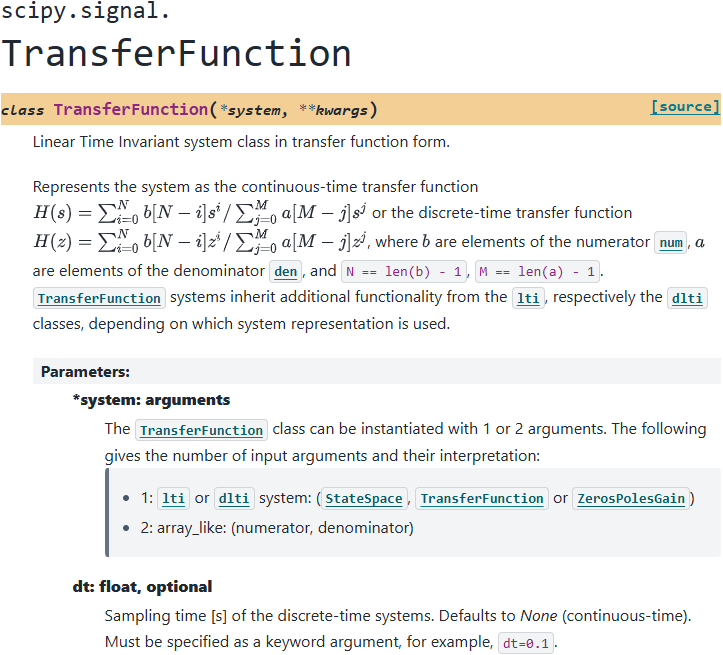 scipy.signal.
TransferFunction
class TransferFunction(*system, **kwargs) [source]
Linear Time Invariant system class in transfer function form.
Represents the system as the continuous-time transfer function
H(s) = ∑_{i=0}^{N} b[N − i]s^i / ∑_{j=0}^{M} a[M − j]s^j or the discrete-time transfer function
H(z) = ∑_{i=0}^{N} b[N − i]z^i / ∑_{j=0}^{M} a[M − j]z^j, where b are elements of the numerator num, a
are elements of the denominator den, and N == len(b) - 1, M == len(a) - 1.
TransferFunction systems inherit additional functionality from the lti, respectively the dlti
classes, depending on which system representation is used.
Parameters:
*system: arguments
The TransferFunction class can be instantiated with 1 or 2 arguments. The following
gives the number of input arguments and their interpretation:
• 1: lti or dlti system: (StateSpace, TransferFunction or ZerosPolesGain)
• 2: array_like: (numerator, denominator)
dt: float, optional
Sampling time [s] of the discrete-time systems. Defaults to None (continuous-time).
Must be specified as a keyword argument, for example, dt=0.1.